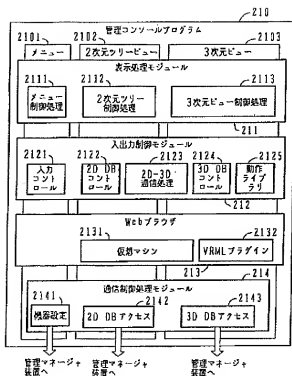 210
管理コンソールプログラム
2101 2102 2103
メニュー 2次元ツリービュー 3次元ビュー
表示処理モジュール
2111 2112 2113
メニュー制御処理 2次元ツリー制御処理 3次元ビュー制御処理
211
入出力制御モジュール
2121 2122 2123 2124 2125
入力コントロール 2D DBコントロール 2D-3D通信処理 3D DBコントロール 動作ライブラリ
212
Webブラウザ
2131 2132
仮想マシン VRMLプラグイン
213 214
通信制御処理モジュール
2141 2142 2143
機器設定 2D DBアクセス 3D DBアクセス
管理マネージャ装置へ 管理マネージャ装置へ 管理マネージャ装置へ